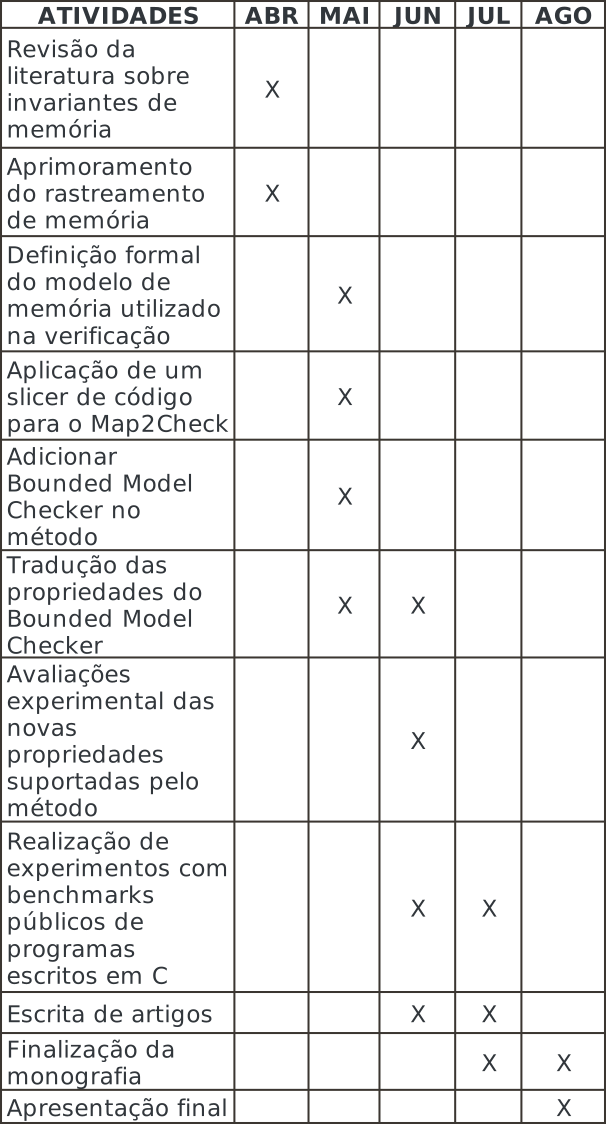 ATIVIDADES ABR MAI JUN JUL AGO
Revisão da
literatura sobre
invariantes de
memória
X
Aprimoramento
do rastreamento
de memória
X
Definição formal
do modelo de
memória utilizado
na verificação
X
Aplicação de um
slicer de código
para o Map2Check
X
Adicionar
Bounded Model
Checker no
método
X
Tradução das
propriedades do
Bounded Model
Checker
X X
Avaliações
experimental das
novas
propriedades
suportadas pelo
método
X
Realização de
experimentos com
benchmarks
públicos de
programas
escritos em C
X X
Escrita de artigos X X
Finalização da
monografia
X X
Apresentação final X